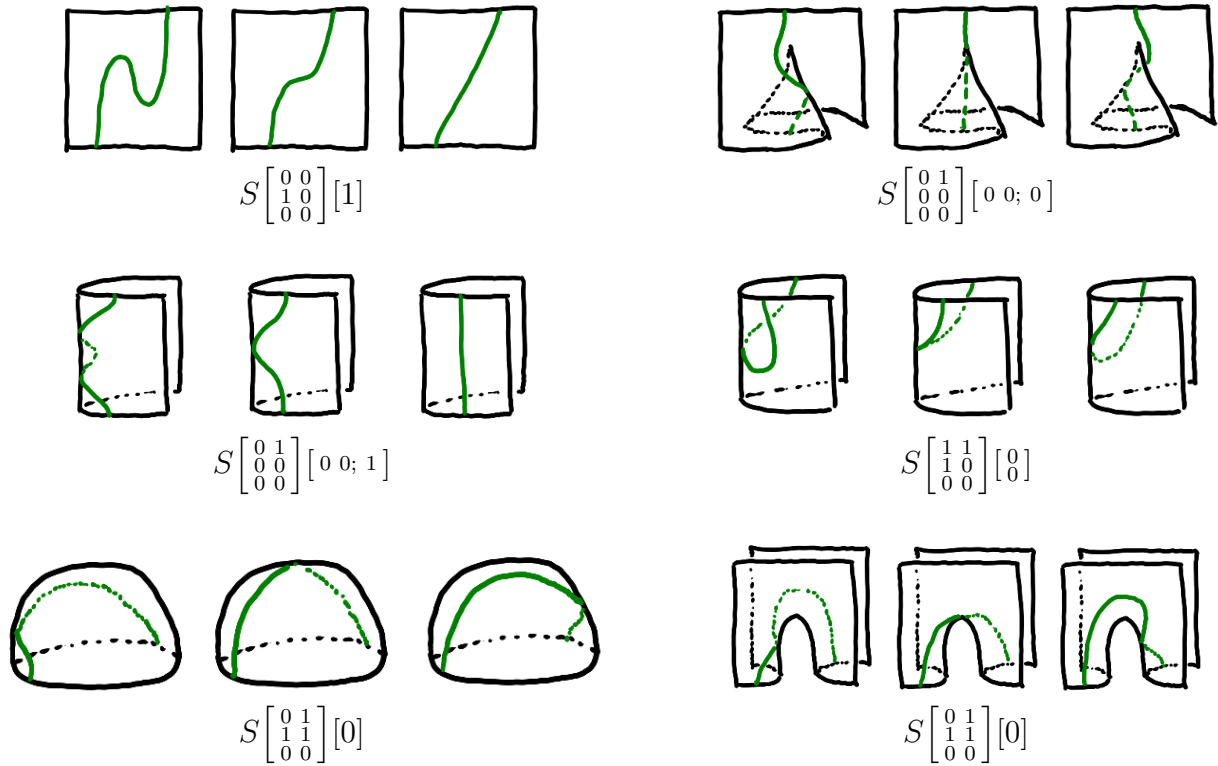 S[0 0; 1 0; 0 0][1]
S[0 1; 0 0; 0 0][0 0; 0]
S[0 1; 0 0; 0 0][0 0; 1]
S[1 1; 1 0; 0 0][0; 0]
S[0 1; 1 1; 0 0][0]
S[0 1; 1 1; 0 0][0]